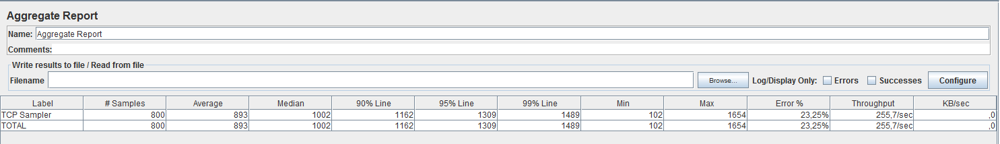 Aggregate Report
Name: Aggregate Report
Comments:
Write results to file / Read from file
Filename Browse... Log/Display Only: Errors Successes Configure
Label # Samples Average Median 90% Line 95% Line 99% Line Min Max Error % Throughput KB/sec
TCP Sampler 800 893 1002 1162 1309 1489 102 1654 23,25% 255,7/sec ,0
TOTAL 800 893 1002 1162 1309 1489 102 1654 23,25% 255,7/sec ,0